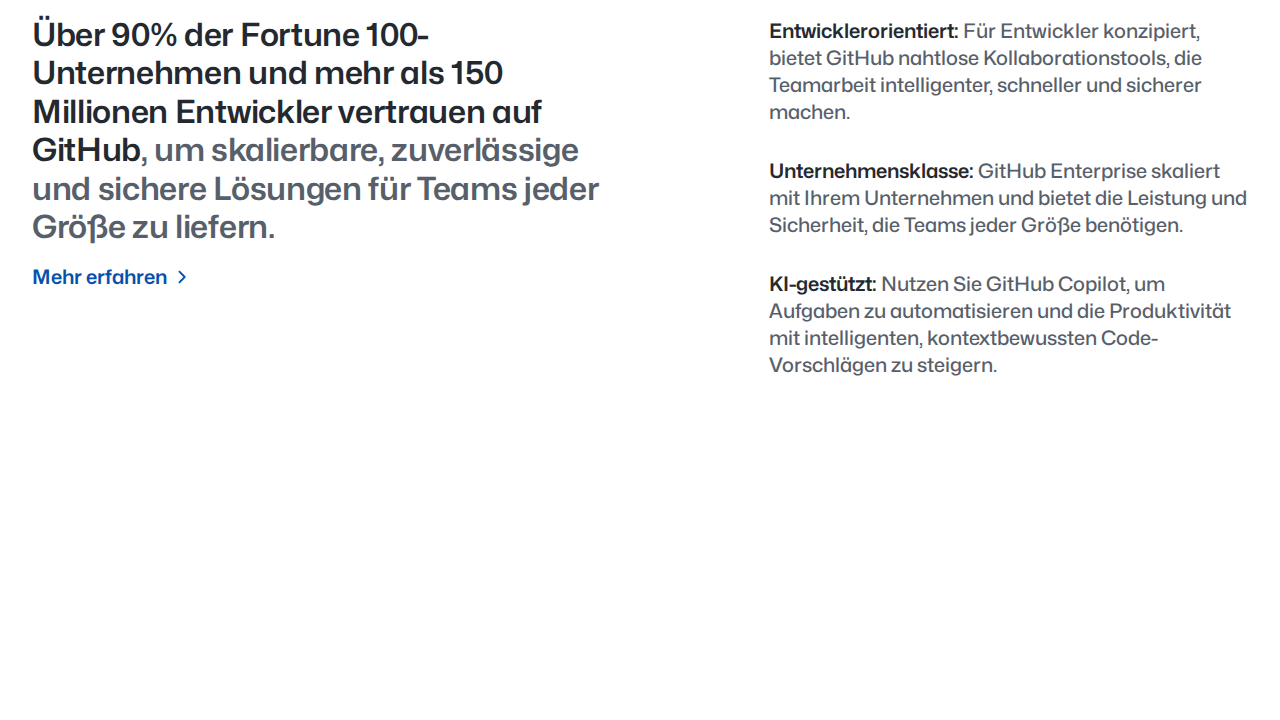 Über 90% der Fortune 100-
Unternehmen und mehr als 150
Millionen Entwickler vertrauen auf
GitHub, um skalierbare, zuverlässige
und sichere Lösungen für Teams jeder
Größe zu liefern.
Mehr erfahren
Entwicklerorientiert: Für Entwickler konzipiert,
bietet GitHub nahtlose Kollaborationstools, die
Teamarbeit intelligenter, schneller und sicherer
machen.
Unternehmensklasse: GitHub Enterprise skaliert
mit Ihrem Unternehmen und bietet die Leistung und
Sicherheit, die Teams jeder Größe benötigen.
KI-gestützt: Nutzen Sie GitHub Copilot, um
Aufgaben zu automatisieren und die Produktivität
mit intelligenten, kontextbewussten Code-
Vorschlägen zu steigern.